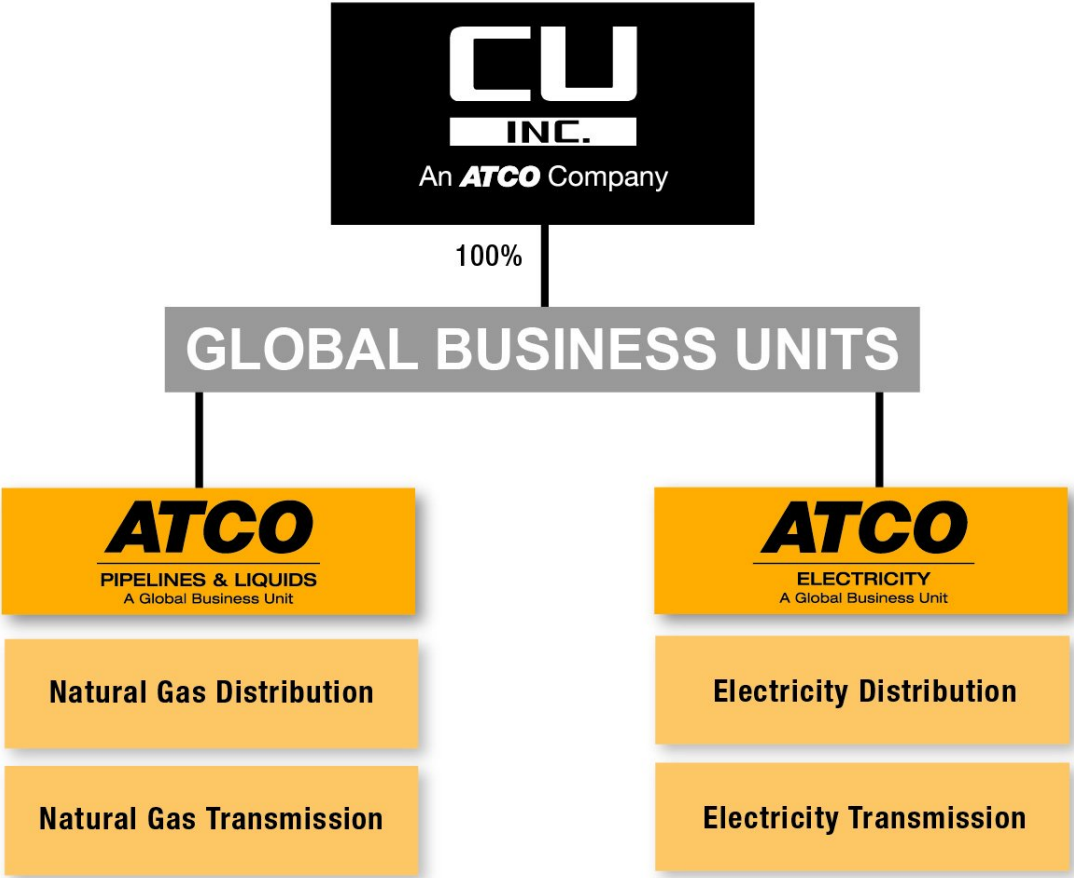 CU
INC.
An ATCO Company
100%
GLOBAL BUSINESS UNITS
ATCO
PIPELINES & LIQUIDS
A Global Business Unit
Natural Gas Distribution
Natural Gas Transmission
ATCO
ELECTRICITY
A Global Business Unit
Electricity Distribution
Electricity Transmission